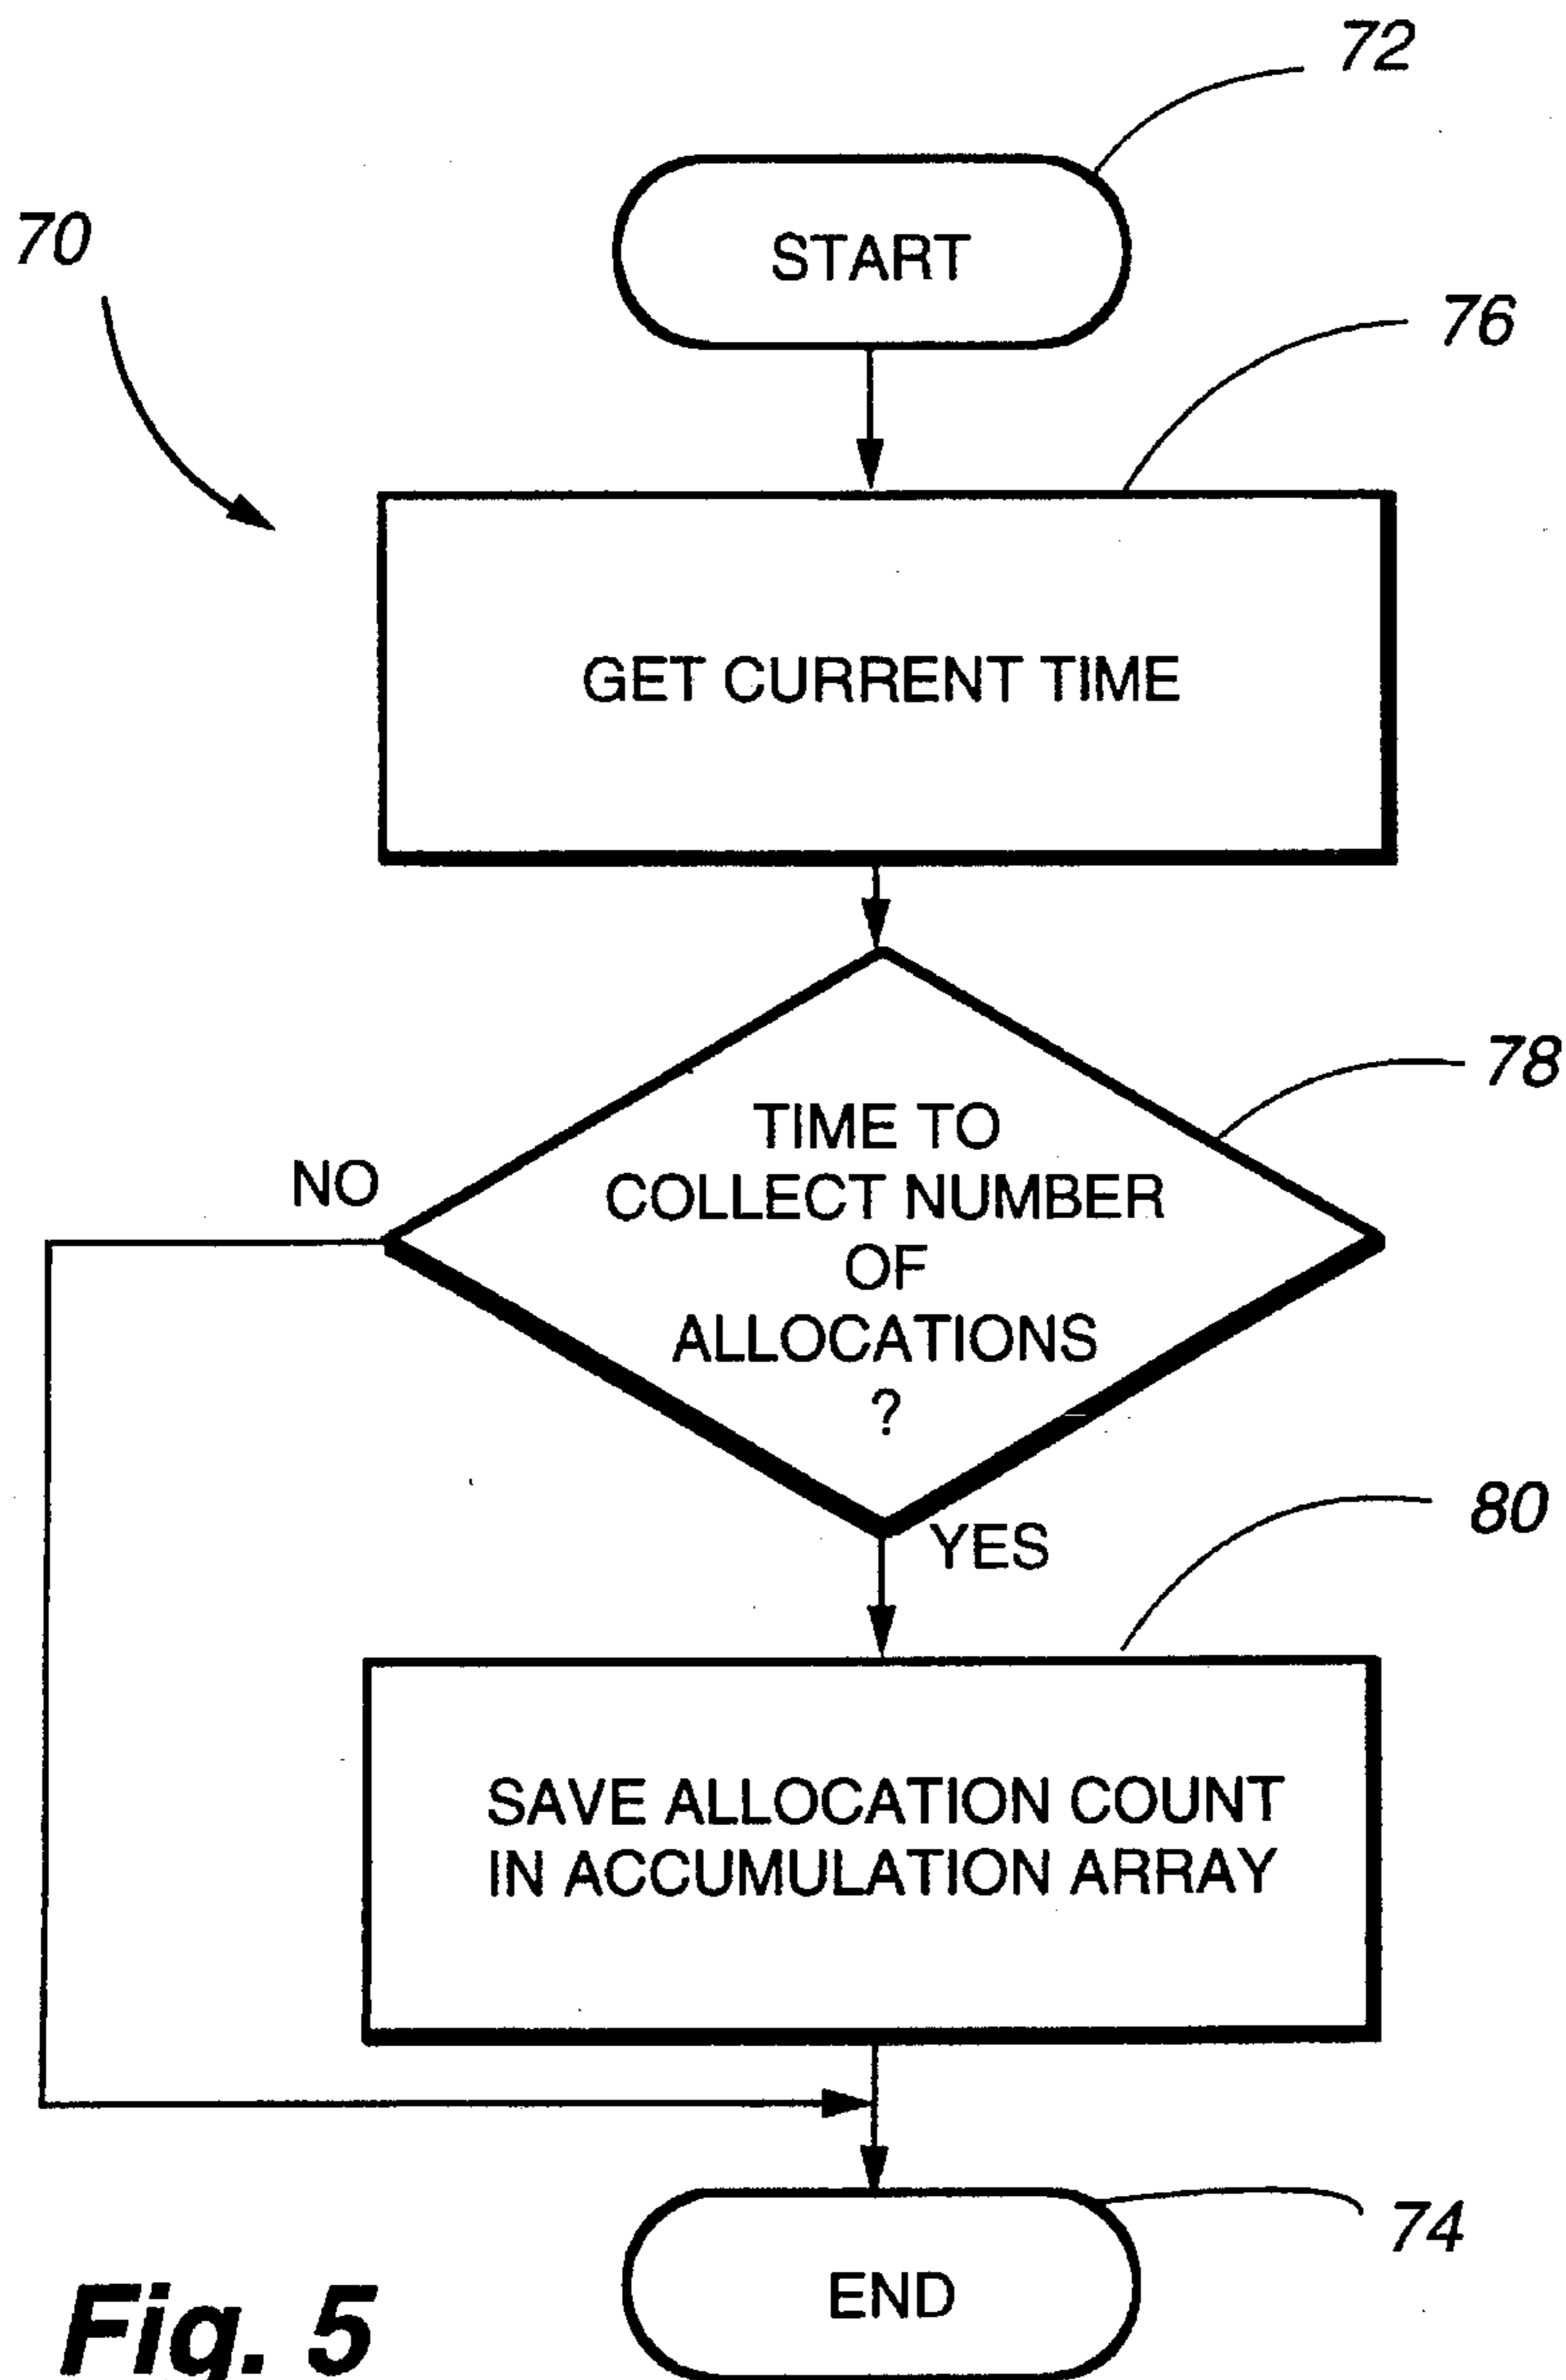 72
70
START
76
GET CURRENT TIME
78
TIME TO
COLLECT NUMBER
OF
ALLOCATIONS
?
NO
YES
80
SAVE ALLOCATION COUNT
IN ACCUMULATION ARRAY
74
END
Fig. 5